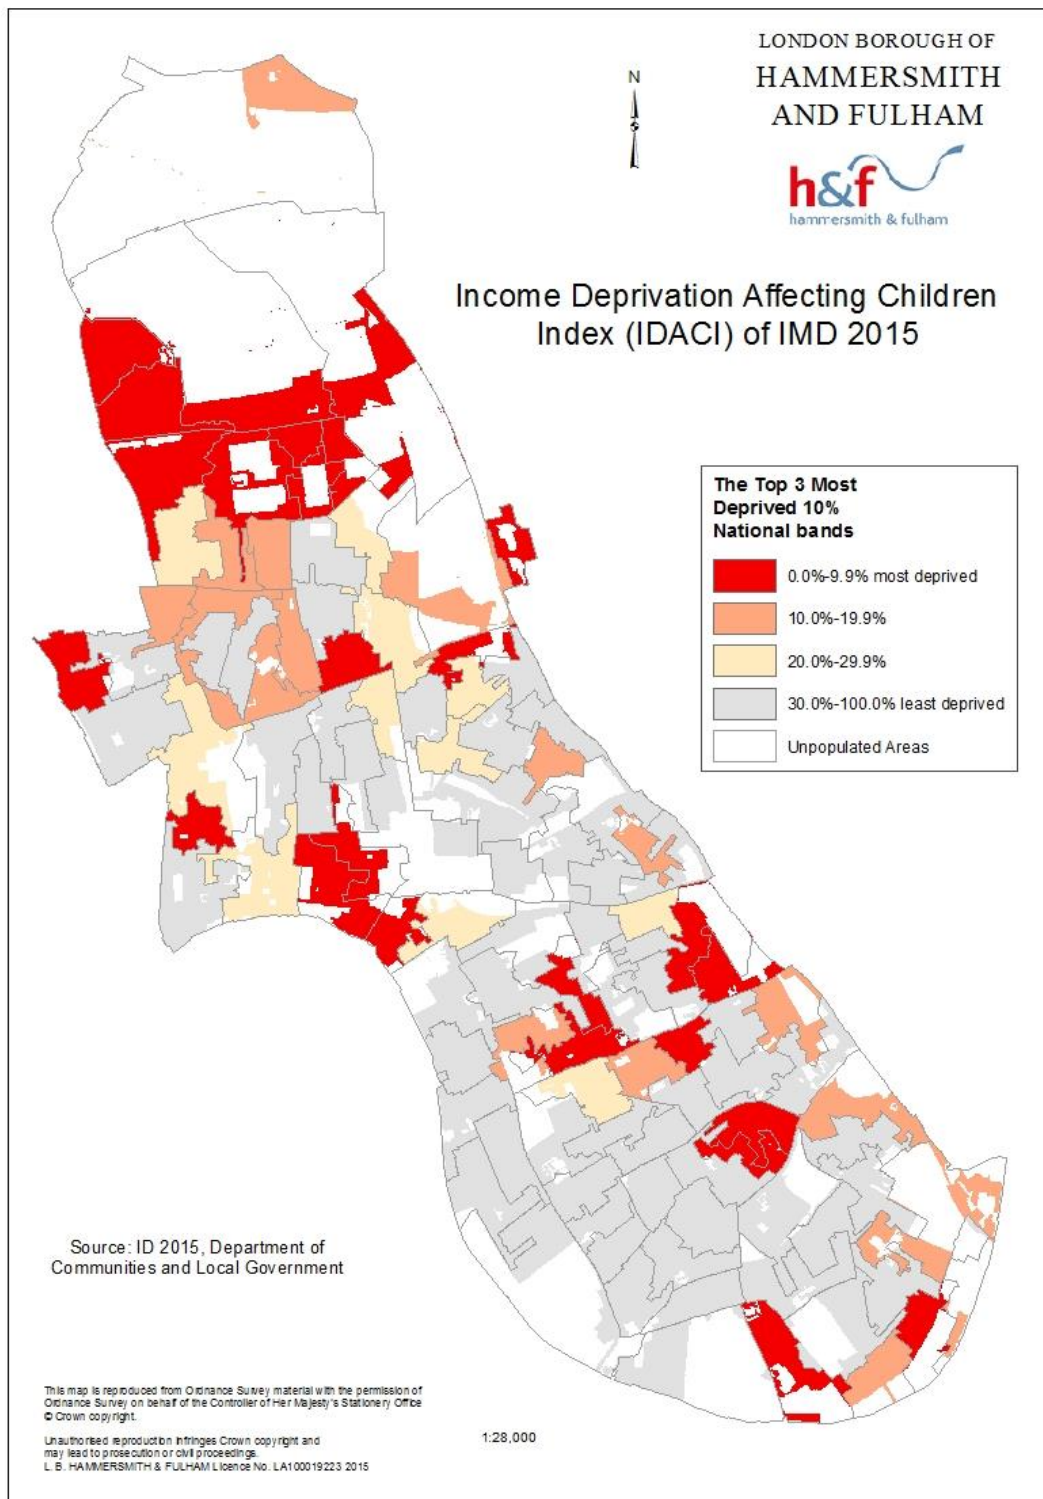 LONDON BOROUGH OF
HAMMERSMITH
AND FULHAM
N
h&f
hammersmith & fulham
Income Deprivation Affecting Children
Index (IDACI) of IMD 2015
The Top 3 Most
Deprived 10%
National bands
0.0%-9.9% most deprived
10.0%-19.9%
20.0%-29.9%
30.0%-100.0% least deprived
Unpopulated Areas
Source: ID 2015, Department of
Communities and Local Government
This map is reproduced from Ordnance Survey material with the permission of
Ordnance Survey on behalf of the Controller of Her Majesty's Stationery Office
© Crown copyright.
Unauthorised reproduction infringes Crown copyright and
may lead to prosecution or civil proceedings.
L. B. HAMMERSMITH & FULHAM Licence No. LA100019223 2015
1:28,000